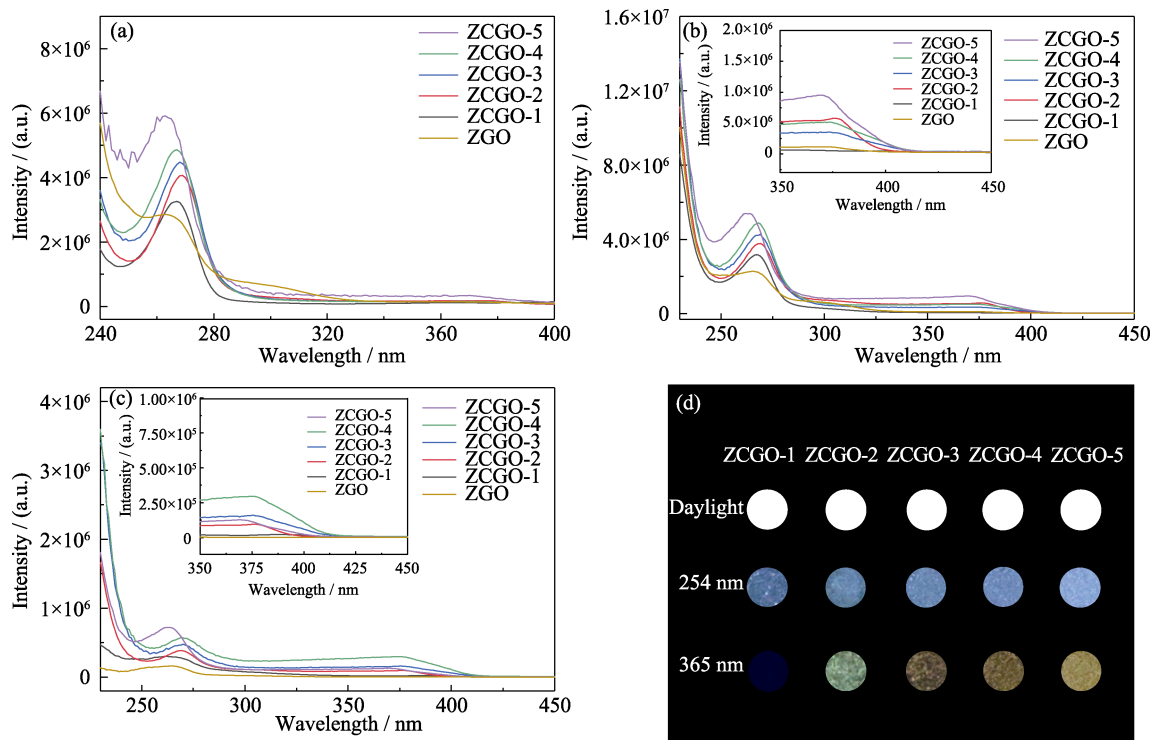 (a)
8×10⁶
6×10⁶
4×10⁶
2×10⁶
0
Intensity / (a.u.)
ZCGO-5
ZCGO-4
ZCGO-3
ZCGO-2
ZCGO-1
ZGO
240
280
320
360
400
Wavelength / nm
(b)
1.6×10⁷
1.2×10⁷
8.0×10⁶
4.0×10⁶
0
Intensity / (a.u.)
2.0×10⁶
1.5×10⁶
1.0×10⁶
5.0×10⁶
0
Intensity / (a.u.)
ZCGO-5
ZCGO-4
ZCGO-3
ZCGO-2
ZCGO-1
ZGO
350
400
450
Wavelength / nm
ZCGO-5
ZCGO-4
ZCGO-3
ZCGO-2
ZCGO-1
ZGO
250
300
350
400
450
Wavelength / nm
(c)
4×10⁶
3×10⁶
2×10⁶
1×10⁶
0
Intensity / (a.u.)
1.00×10⁶
7.50×10⁵
5.00×10⁵
2.50×10⁵
0
Intensity / (a.u.)
ZCGO-5
ZCGO-4
ZCGO-3
ZCGO-2
ZCGO-1
ZGO
350
375
400
425
450
Wavelength / nm
ZCGO-5
ZCGO-4
ZCGO-3
ZCGO-2
ZCGO-1
ZGO
250
300
350
400
450
Wavelength / nm
(d)
ZCGO-1 ZCGO-2 ZCGO-3 ZCGO-4 ZCGO-5
Daylight
254 nm
365 nm